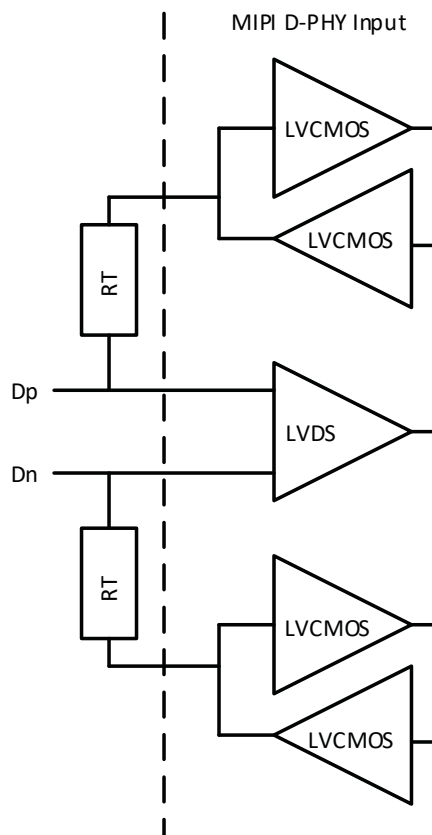 MIPI D-PHY Input
LVCMOS
LVCMOS
RT
Dp
LVDS
Dn
RT
LVCMOS
LVCMOS